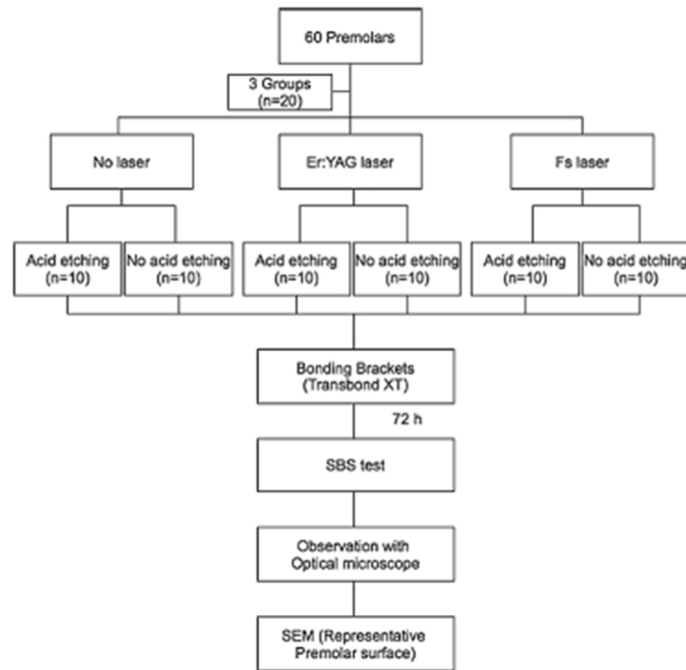 60 Premolars
3 Groups
(n=20)
No laser
Er:YAG laser
Fs laser
Acid etching
(n=10)
No acid etching
(n=10)
Acid etching
(n=10)
No acid etching
(n=10)
Acid etching
(n=10)
No acid etching
(n=10)
Bonding Brackets
(Transbond XT)
72 h
SBS test
Observation with
Optical microscope
SEM (Representative
Premolar surface)